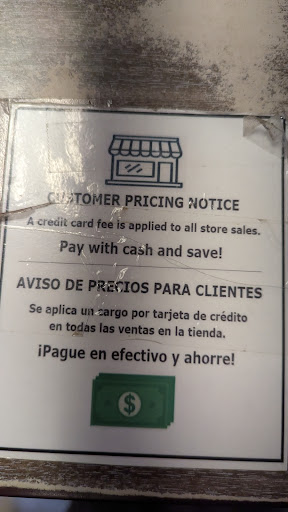 CUSTOMER PRICING NOTICE
A credit card fee is applied to all store sales.
Pay with cash and save!
AVISO DE PRECIOS PARA CLIENTES
Se aplica un cargo por tarjeta de crédito
en todas las ventas en la tienda.
¡Pague en efectivo y ahorre!
$